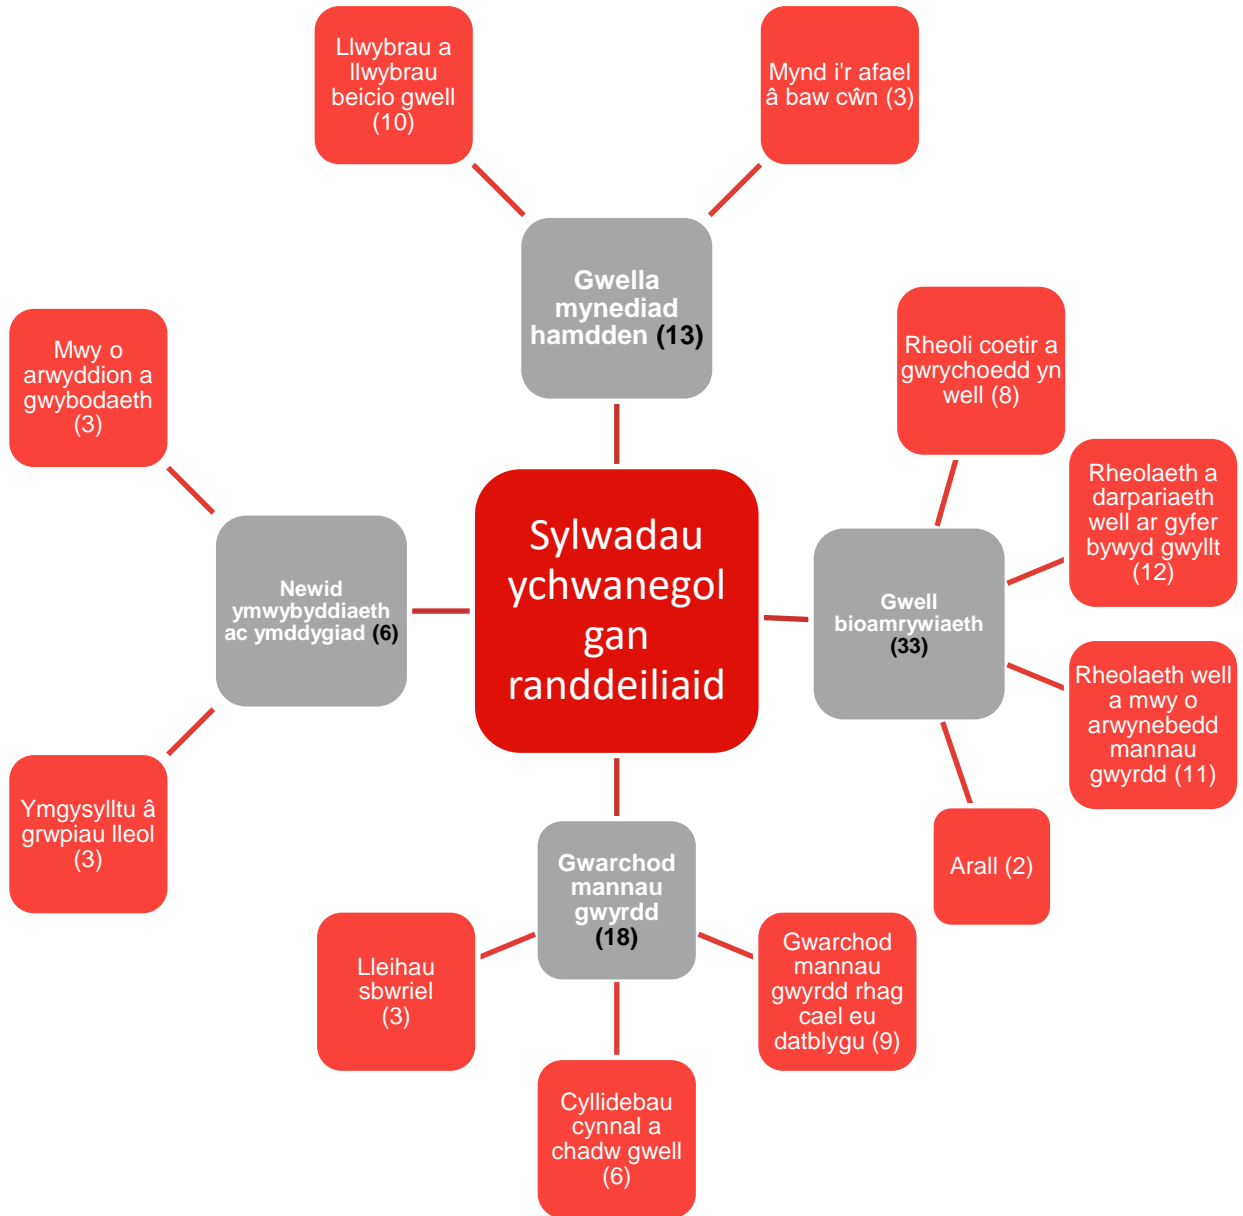 Llwybrau a
llwybrau
beicio gwell
(10)
Mynd i'r afael
â baw cŵn (3)
Gwella
mynediad
hamdden (13)
Mwy o
arwyddion a
gwybodaeth
(3)
Rheoli coetir a
gwrychoedd yn
well (8)
Rheolaeth a
darpariaeth
well ar gyfer
bywyd gwyllt
(12)
Sylwadau
ychwanegol
gan
randdeiliaid
Newid
ymwybyddiaeth
ac ymddygiad (6)
Gwell
bioamrywiaeth
(33)
Rheolaeth well
a mwy o
arwynebedd
mannau
gwyrdd (11)
Ymgysylltu â
grwpiau lleol
(3)
Arall (2)
Gwarchod
mannau
gwyrdd
(18)
Lleihau
sbwriel
(3)
Gwarchod
mannau
gwyrdd rhag
cael eu
datblygu (9)
Cyllidebau
cynnal a
chadw gwell
(6)